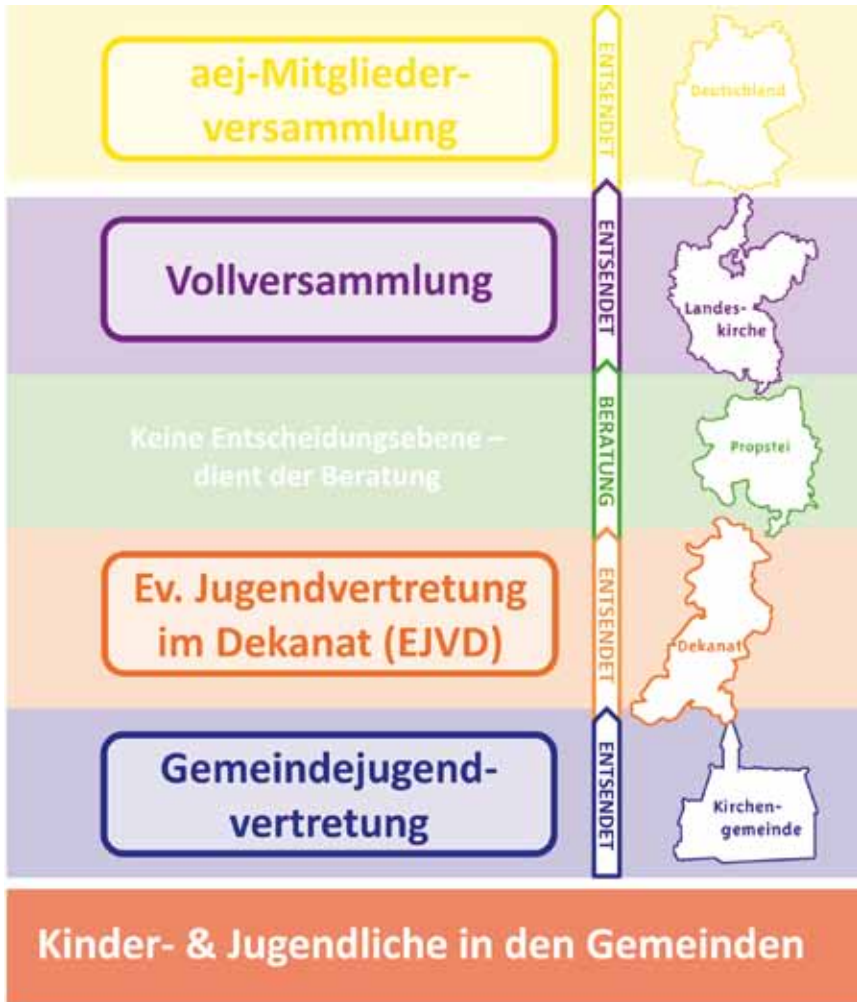 aej-Mitglieder-
versammlung
ENTSENDET
Deutschland
Vollversammlung
ENTSENDET
Landes-
kirche
Keine Entscheidungsebene –
dient der Beratung
BERATUNG
Propstei
Ev. Jugendvertretung
im Dekanat (EJVD)
ENTSENDET
Dekanat
Gemeindejugend-
vertretung
ENTSENDET
Kirchen-
gemeinde
Kinder- & Jugendliche in den Gemeinden